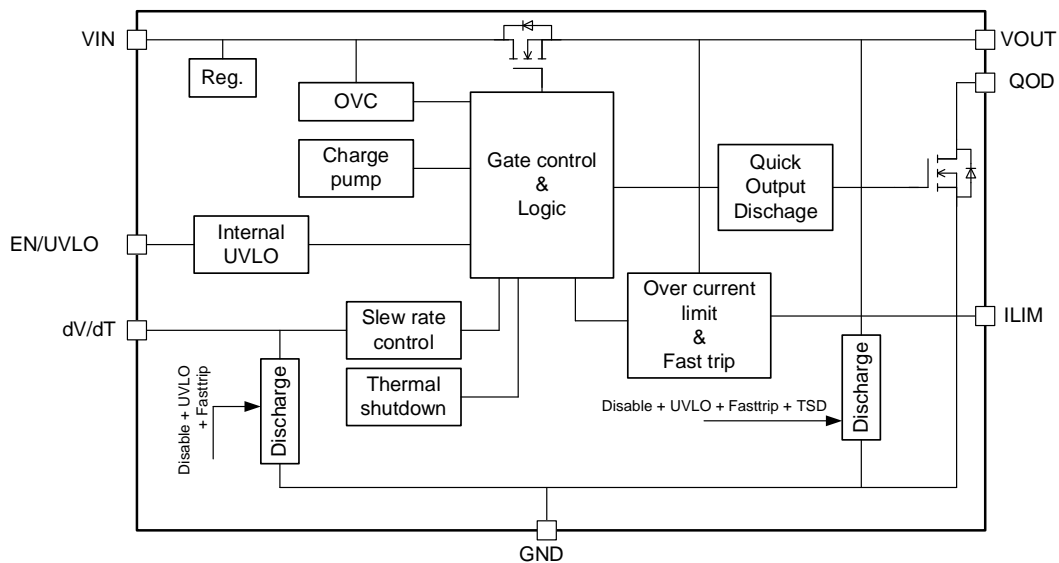 VIN
VOUT
Reg.
QOD
OVC
Charge
pump
Gate control
&
Logic
Quick
Output
Dischage
EN/UVLO
Internal
UVLO
dV/dT
Slew rate
control
Over current
limit
&
Fast trip
ILIM
Thermal
shutdown
Disable + UVLO
+ Fasttrip
Discharge
Disable + UVLO + Fasttrip + TSD
Discharge
GND